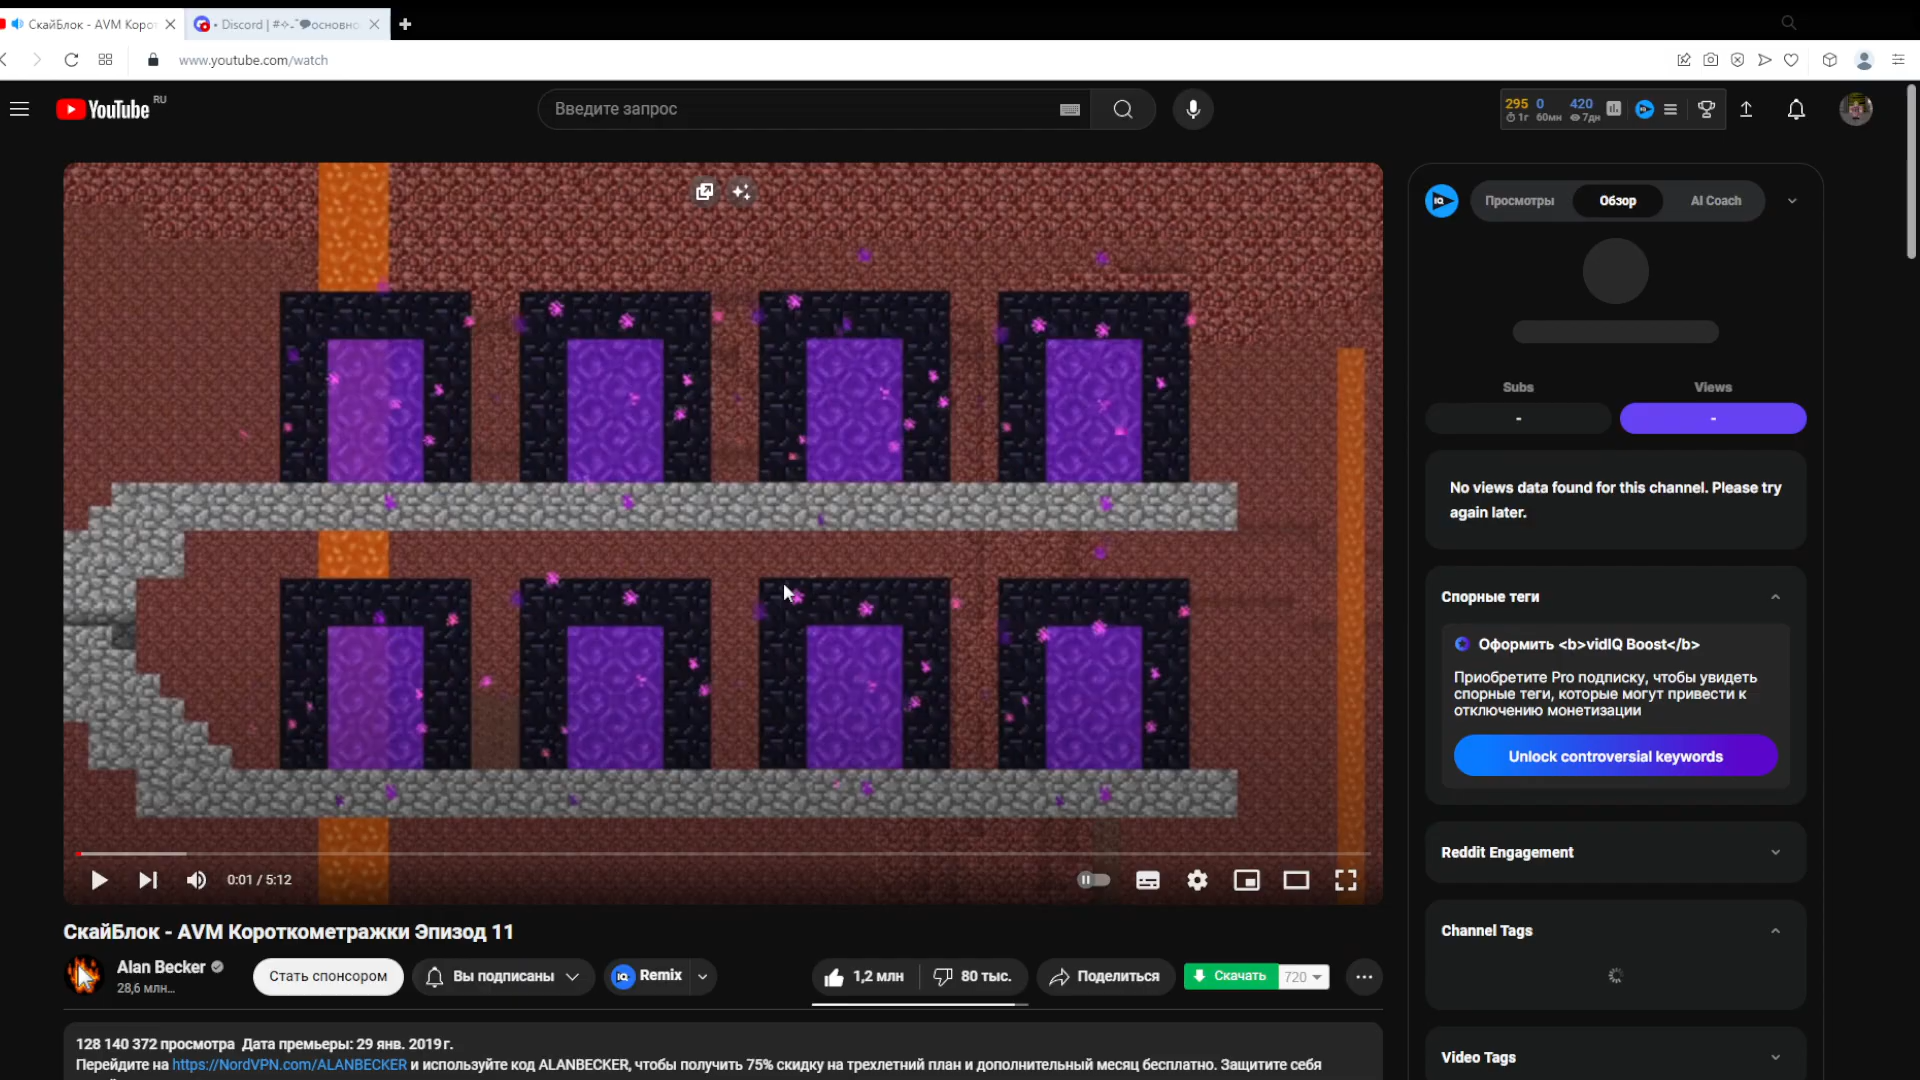 СкайБлок - AVM Корот
• Discord | #основно
www.youtube.com/watch
YouTube RU
Введите запрос
295 0 420
1г 60мн 7дн
Просмотры Обзор AI Coach
Subs Views
- -
No views data found for this channel. Please try
again later.
Спорные теги
Оформить <b>vidIQ Boost</b>
Приобретите Pro подписку, чтобы увидеть
спорные теги, которые могут привести к
отключению монетизации
Unlock controversial keywords
Reddit Engagement
Channel Tags
Video Tags
0:01 / 5:12
СкайБлок - AVM Короткометражки Эпизод 11
Alan Becker
28,6 млн...
Стать спонсором
Вы подписаны
IQ Remix
1,2 млн
80 тыс.
Поделиться
Скачать 720
128 140 372 просмотра Дата премьеры: 29 янв. 2019 г.
Перейдите на https://NordVPN.com/ALANBECKER и используйте код ALANBECKER, чтобы получить 75% скидку на трехлетний план и дополнительный месяц бесплатно. Защитите себя